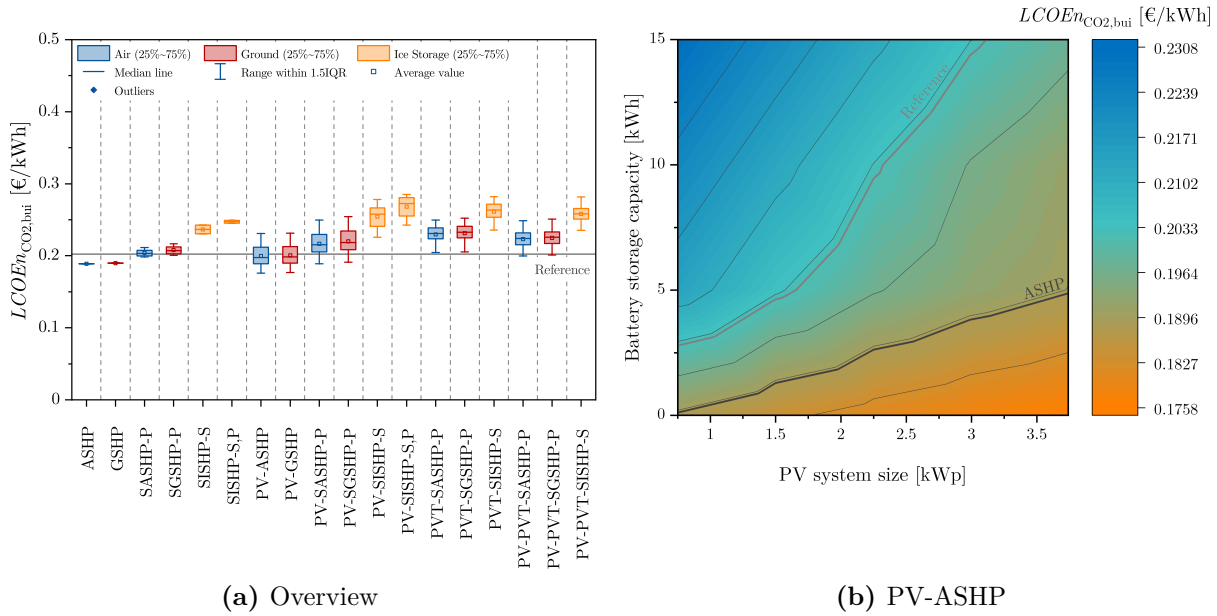 LCOEn_CO2,bui [€/kWh]
0.5
0.4
0.3
0.2
0.1
0
Air (25%~75%)
Ground (25%~75%)
Ice Storage (25%~75%)
Median line
Range within 1.5IQR
Average value
Outliers
Reference
ASHP
GSHP
SASHP-P
SGSHP-P
SISHP-S
SISHP-S,P
PV-ASHP
PV-GSHP
PV-SASHP-P
PV-SGSHP-P
PV-SISHP-S
PV-SISHP-S,P
PVT-SASHP-P
PVT-SGSHP-P
PVT-SISHP-S
PV-PVT-SASHP-P
PV-PVT-SGSHP-P
PV-PVT-SISHP-S
(a) Overview
LCOEn_CO2,bui [€/kWh]
Battery storage capacity [kWh]
15
10
5
0
Reference
ASHP
1
1.5
2
2.5
3
3.5
PV system size [kWp]
0.2308
0.2239
0.2171
0.2102
0.2033
0.1964
0.1896
0.1827
0.1758
(b) PV-ASHP